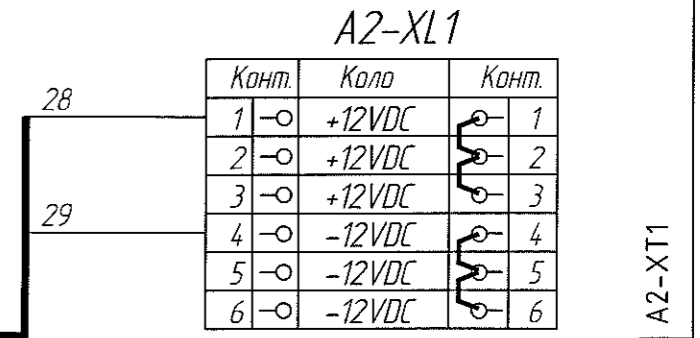 A2-XL1
Конт. Коло Конт.
28
1 +12VDC 1
2 +12VDC 2
3 +12VDC 3
29
4 -12VDC 4
5 -12VDC 5
6 -12VDC 6
A2-XT1